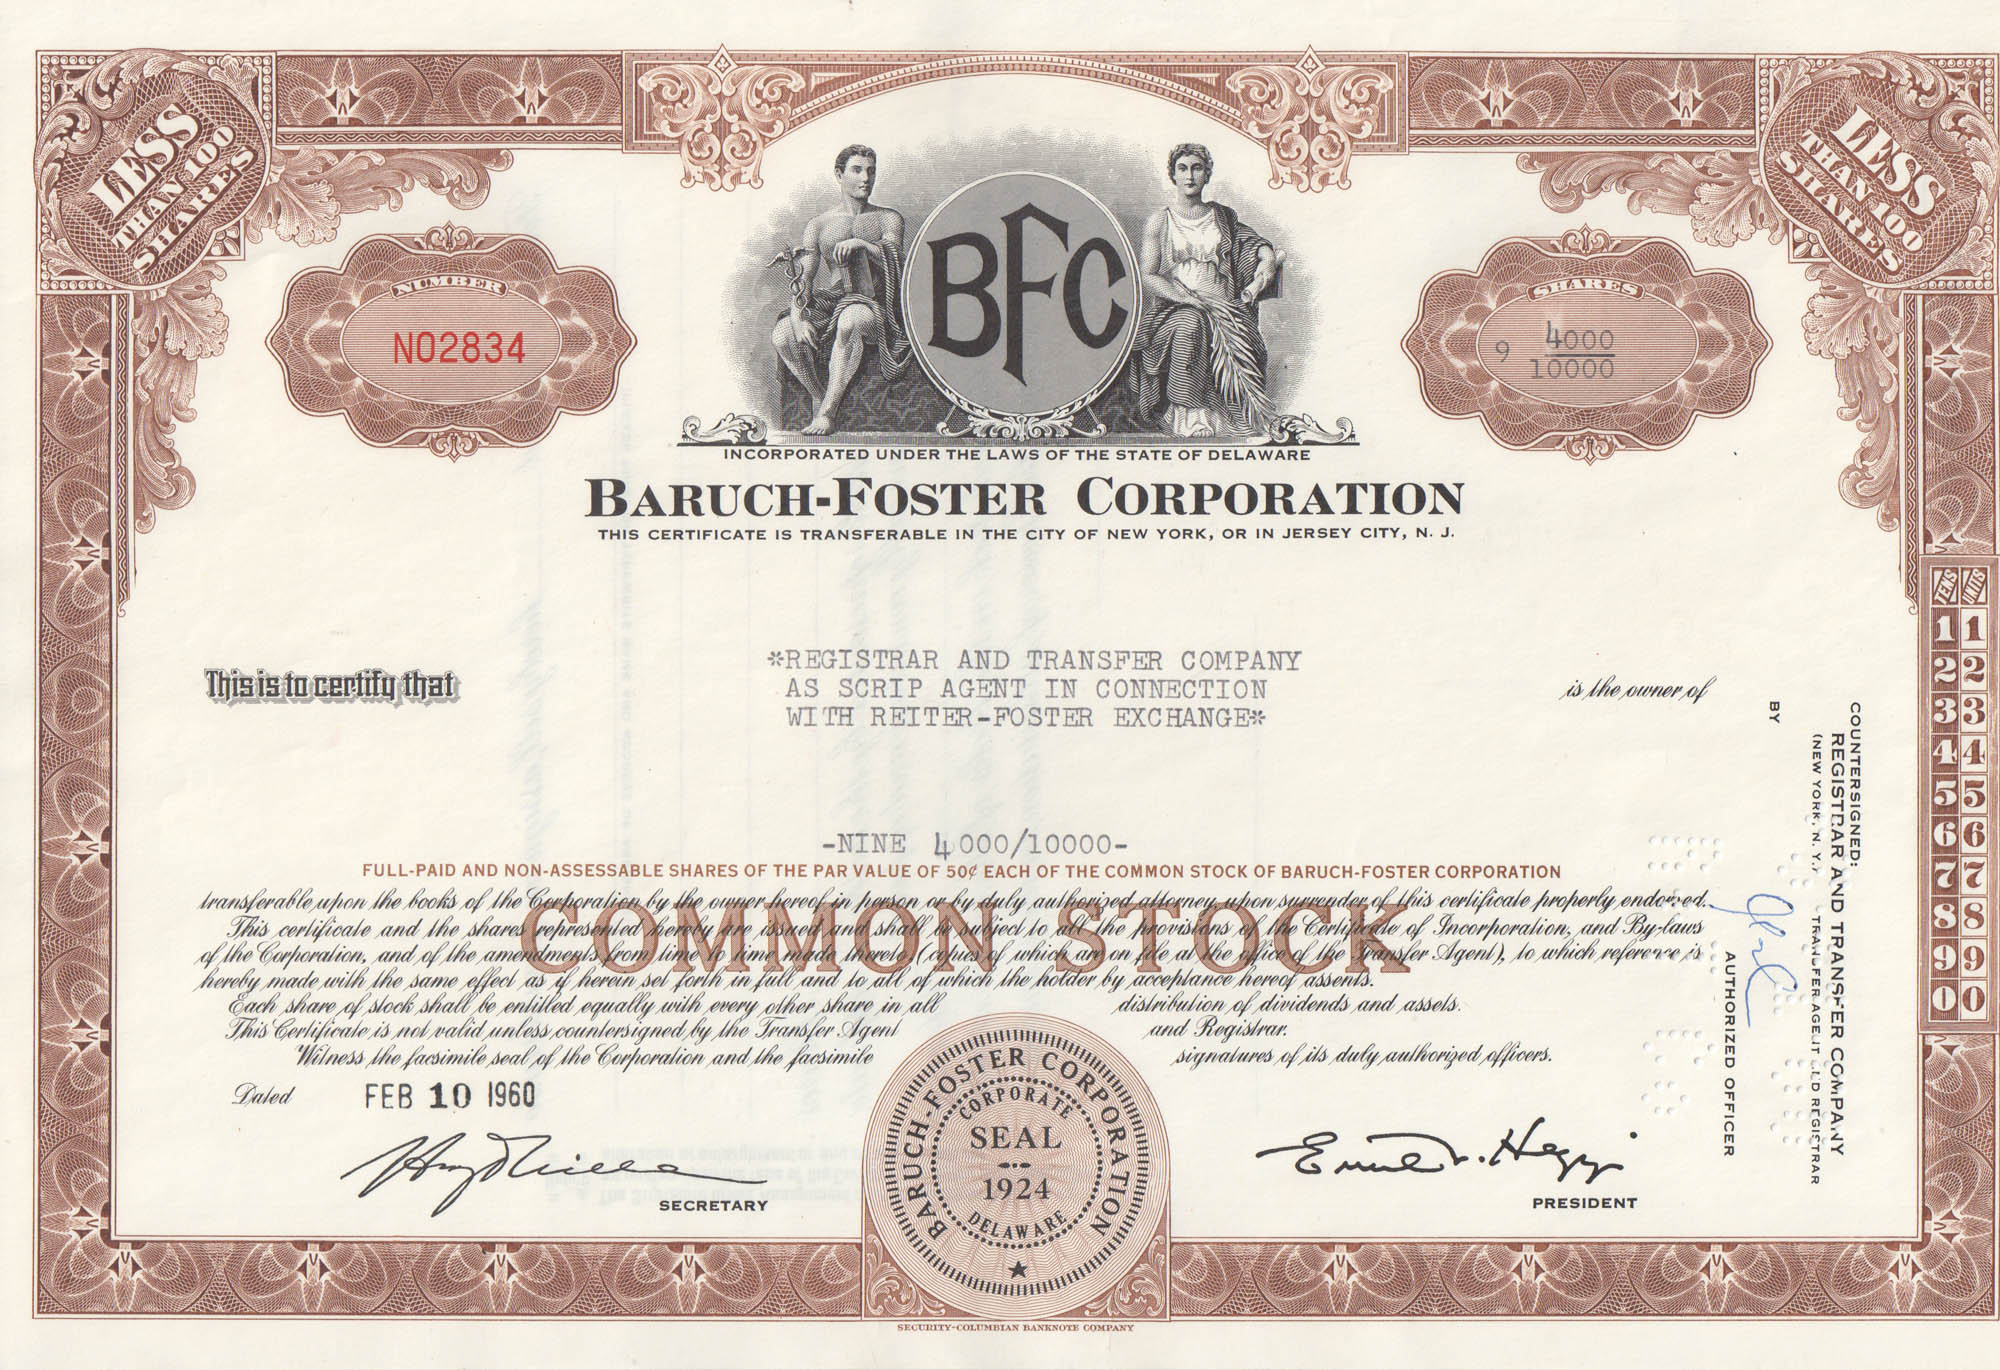 LESS
THAN 100
SHARES
LESS
THAN 100
SHARES
NUMBER
NO2834
BFC
SHARES
9 4000
10000
INCORPORATED UNDER THE LAWS OF THE STATE OF DELAWARE
BARUCH-FOSTER CORPORATION
THIS CERTIFICATE IS TRANSFERABLE IN THE CITY OF NEW YORK, OR IN JERSEY CITY, N. J.
This is to certify that
*REGISTRAR AND TRANSFER COMPANY
AS SCRIP AGENT IN CONNECTION
WITH REITER-FOSTER EXCHANGE*
is the owner of
-NINE 4000/10000-
FULL-PAID AND NON-ASSESSABLE SHARES OF THE PAR VALUE OF 50¢ EACH OF THE COMMON STOCK OF BARUCH-FOSTER CORPORATION
COMMON STOCK
transferable upon the books of the Corporation by the owner hereof in person or by duly authorized attorney upon surrender of this certificate properly endorsed.
This certificate and the shares represented hereby are issued and shall be subject to all the provisions of the Certificate of Incorporation, and By-laws
of the Corporation, and of the amendments from time to time made thereto (copies of which are on file at the office of the Transfer Agent), to which reference is
hereby made with the same effect as if herein set forth in full and to all of which the holder by acceptance hereof assents.
Each share of stock shall be entitled equally with every other share in all distribution of dividends and assets.
This Certificate is not valid unless countersigned by the Transfer Agent and Registrar.
Witness the facsimile seal of the Corporation and the facsimile signatures of its duly authorized officers.
Dated FEB 10 1960
SECRETARY
BARUCH-FOSTER CORPORATION
CORPORATE
SEAL
1924
DELAWARE
PRESIDENT
COUNTERSIGNED:
REGISTRAR AND TRANSFER COMPANY
(NEW YORK, N. Y.) TRANSFER AGENT AND REGISTRAR
BY
AUTHORIZED OFFICER
TENS UNITS
1 1
2 2
3 3
4 4
5 5
6 6
7 7
8 8
9 9
0 0
SECURITY-COLUMBIAN BANKNOTE COMPANY